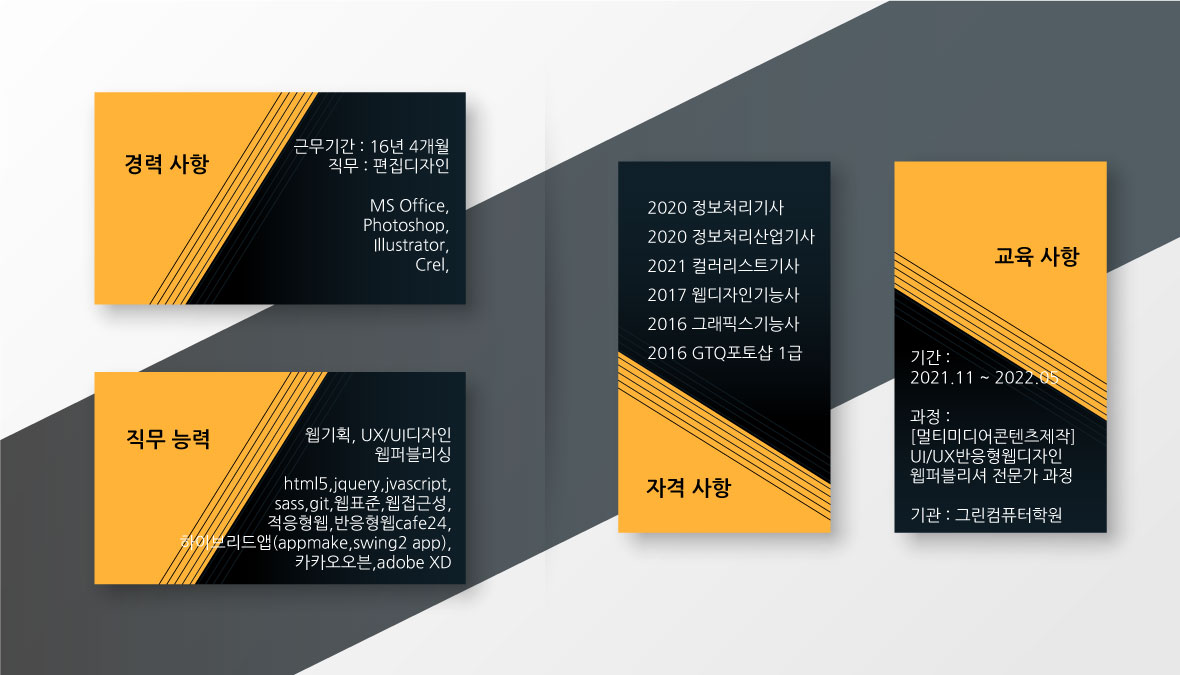 경력 사항
근무기간 : 16년 4개월
직무 : 편집디자인
MS Office,
Photoshop,
Illustrator,
Crel,
직무 능력
웹기획, UX/UI디자인
웹퍼블리싱
html5,jquery,jvascript,
sass,git,웹표준,웹접근성,
적응형웹,반응형웹cafe24,
하이브리드앱(appmake,swing2 app),
카카오오븐,adobe XD
2020 정보처리기사
2020 정보처리산업기사
2021 컬러리스트기사
2017 웹디자인기능사
2016 그래픽스기능사
2016 GTQ포토샵 1급
자격 사항
교육 사항
기간 :
2021.11 ~ 2022.05
과정 :
[멀티미디어콘텐츠제작]
UI/UX반응형웹디자인
웹퍼블리셔 전문가 과정
기관 : 그린컴퓨터학원